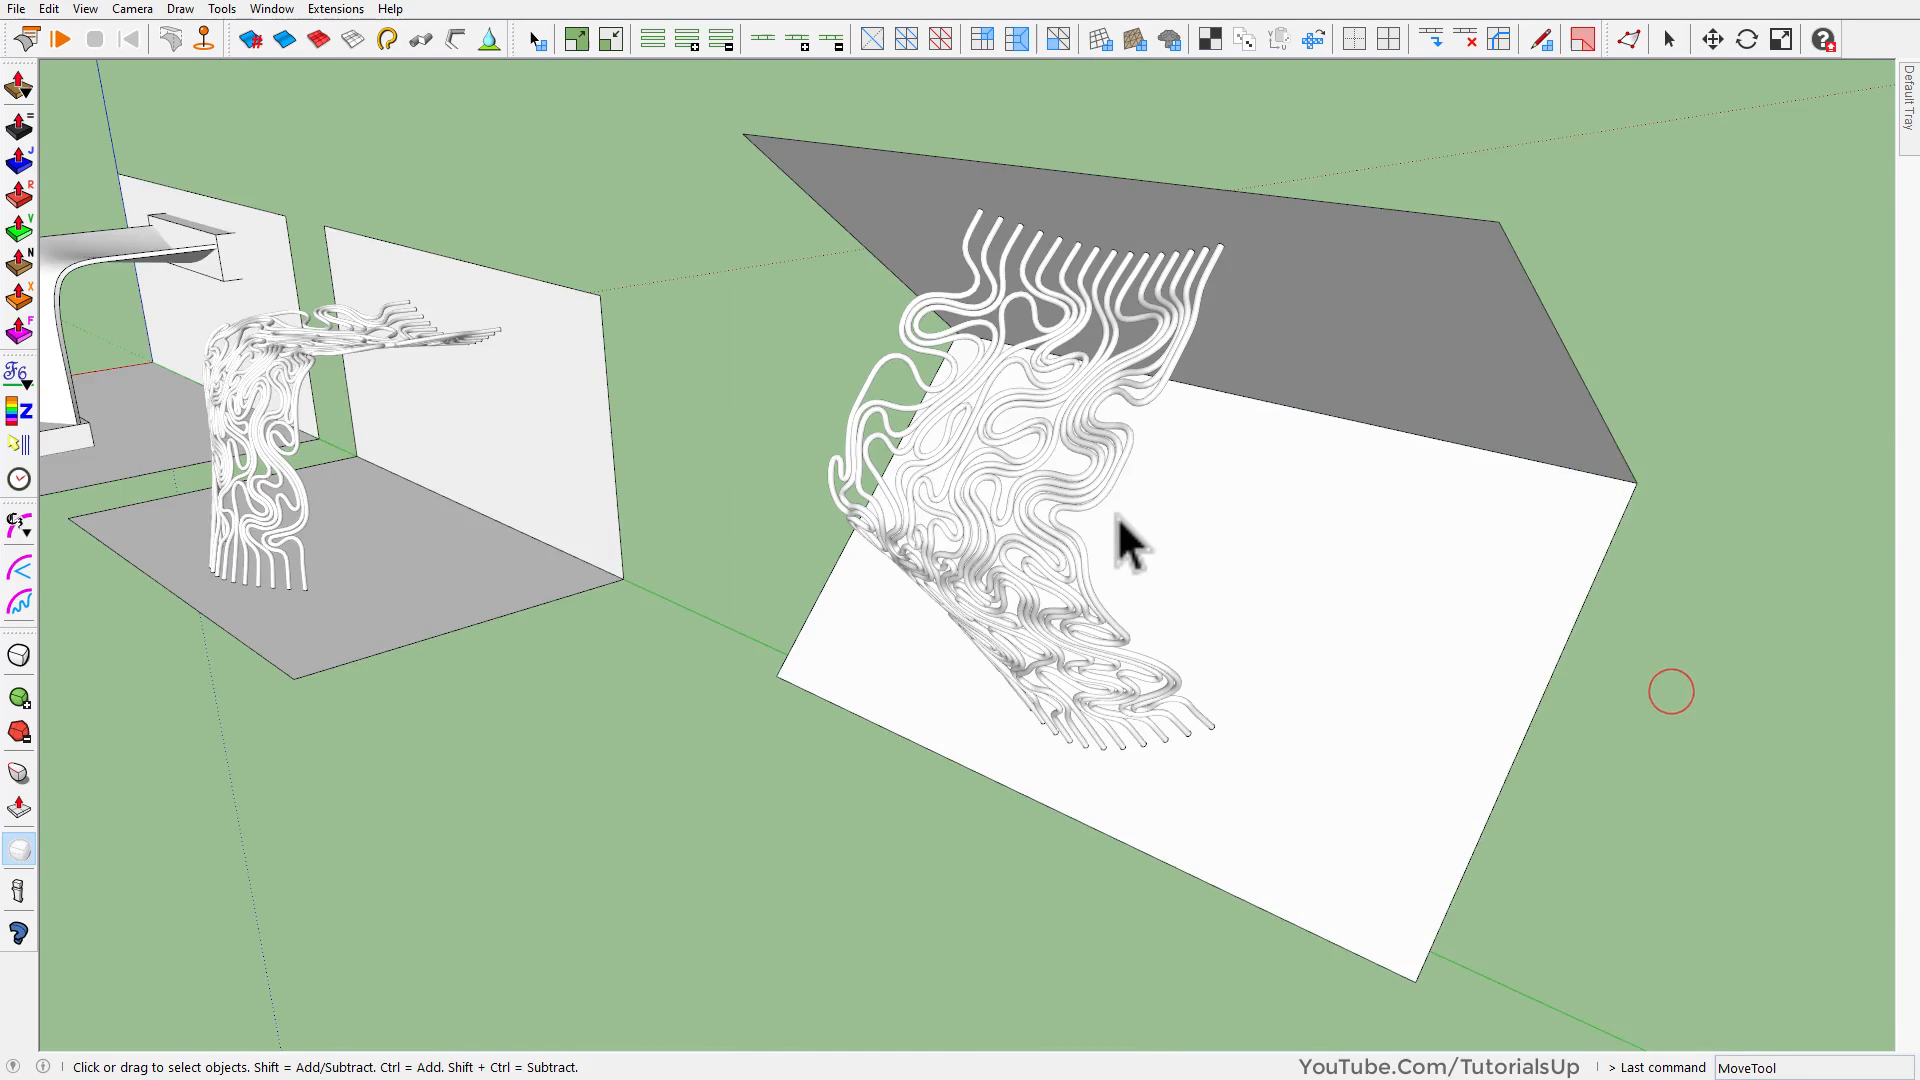 File Edit View Camera Draw Tools Window Extensions Help
Default Tray
=
J
R
V
N
X
F
F6
Z
Click or drag to select objects. Shift = Add/Subtract. Ctrl = Add. Shift + Ctrl = Subtract.
YouTube.Com/TutorialsUp
> Last command MoveTool